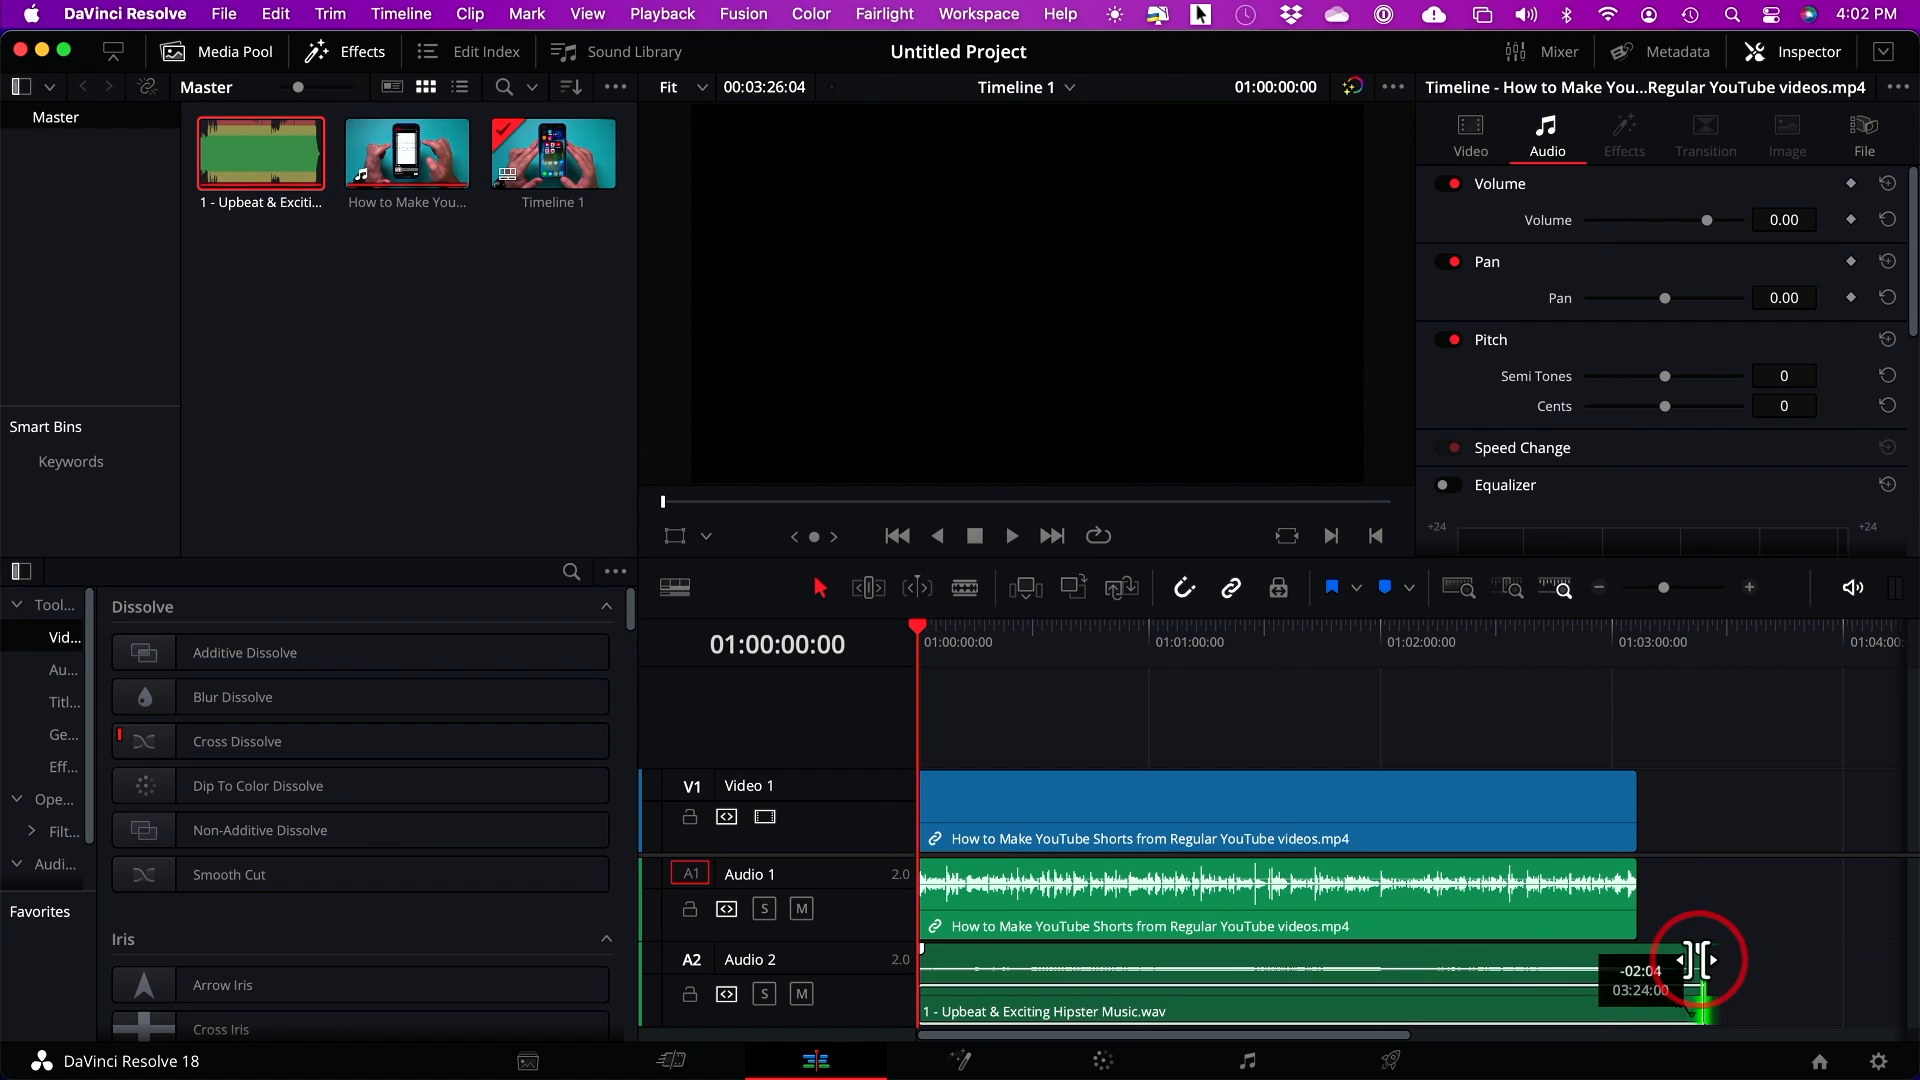 DaVinci Resolve File Edit Trim Timeline Clip Mark View Playback Fusion Color Fairlight Workspace Help 4:02 PM
Media Pool Effects Edit Index Sound Library Untitled Project Mixer Metadata Inspector
Master Fit 00:03:26:04 Timeline 1 01:00:00:00 Timeline - How to Make You...Regular YouTube videos.mp4
Master
Video Audio Effects Transition Image File
1 - Upbeat & Exciti... How to Make You... Timeline 1
Volume
Volume 0.00
Pan
Pan 0.00
Pitch
Semi Tones 0
Cents 0
Speed Change
Equalizer
+24 +24
Smart Bins
Keywords
Tool...
Vid...
Au...
Titl...
Ge...
Eff...
Ope...
Filt...
Audi...
Favorites
Dissolve
Additive Dissolve
Blur Dissolve
Cross Dissolve
Dip To Color Dissolve
Non-Additive Dissolve
Smooth Cut
Iris
Arrow Iris
Cross Iris
01:00:00:00
01:00:00:00 01:01:00:00 01:02:00:00 01:03:00:00 01:04:00:
V1 Video 1
How to Make YouTube Shorts from Regular YouTube videos.mp4
A1 Audio 1 2.0
S M
How to Make YouTube Shorts from Regular YouTube videos.mp4
A2 Audio 2 2.0
S M
-02:04
03:24:00
1 - Upbeat & Exciting Hipster Music.wav
DaVinci Resolve 18